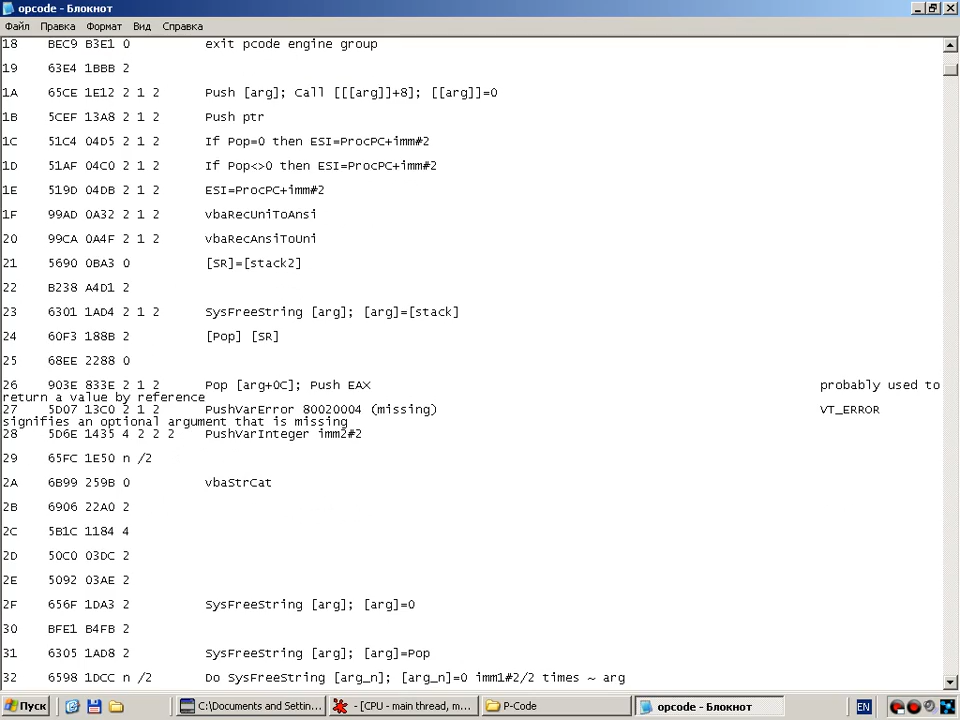 opcode - Блокнот
Файл Правка Формат Вид Справка
18 BEC9 B3E1 0 exit pcode engine group
19 63E4 1BBB 2
1A 65CE 1E12 2 1 2 Push [arg]; Call [[[arg]]+8]; [[arg]]=0
1B 5CEF 13A8 2 1 2 Push ptr
1C 51C4 04D5 2 1 2 If Pop=0 then ESI=ProcPC+imm#2
1D 51AF 04C0 2 1 2 If Pop<>0 then ESI=ProcPC+imm#2
1E 519D 04DB 2 1 2 ESI=ProcPC+imm#2
1F 99AD 0A32 2 1 2 vbaRecUniToAnsi
20 99CA 0A4F 2 1 2 vbaRecAnsiToUni
21 5690 0BA3 0 [SR]=[stack2]
22 B238 A4D1 2
23 6301 1AD4 2 1 2 SysFreeString [arg]; [arg]=[stack]
24 60F3 188B 2 [Pop] [SR]
25 68EE 2288 0
26 903E 833E 2 1 2 Pop [arg+0C]; Push EAX probably used to
return a value by reference
27 5D07 13C0 2 1 2 PushVarError 80020004 (missing) VT_ERROR
signifies an optional argument that is missing
28 5D6E 1435 4 2 2 2 PushVarInteger imm2#2
29 65FC 1E50 n /2
2A 6B99 259B 0 vbaStrCat
2B 6906 22A0 2
2C 5B1C 1184 4
2D 50C0 03DC 2
2E 5092 03AE 2
2F 656F 1DA3 2 SysFreeString [arg]; [arg]=0
30 BFE1 B4FB 2
31 6305 1AD8 2 SysFreeString [arg]; [arg]=Pop
32 6598 1DCC n /2 Do SysFreeString [arg_n]; [arg_n]=0 imm1#2/2 times ~ arg
Пуск C:\Documents and Settin... - [CPU - main thread, m... P-Code opcode - Блокнот EN